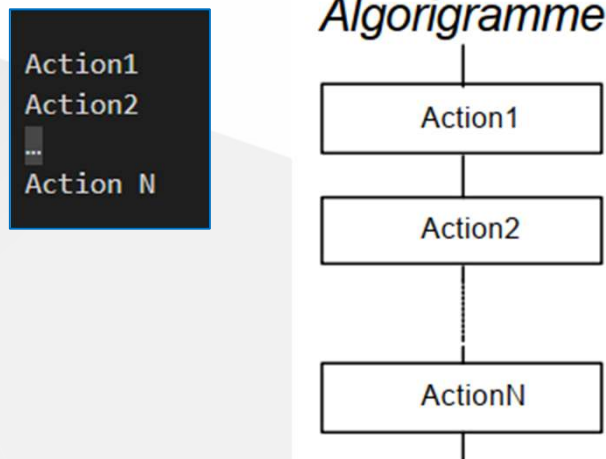 Action1
Action2
…
Action N
Algorigramme
Action1
Action2
ActionN